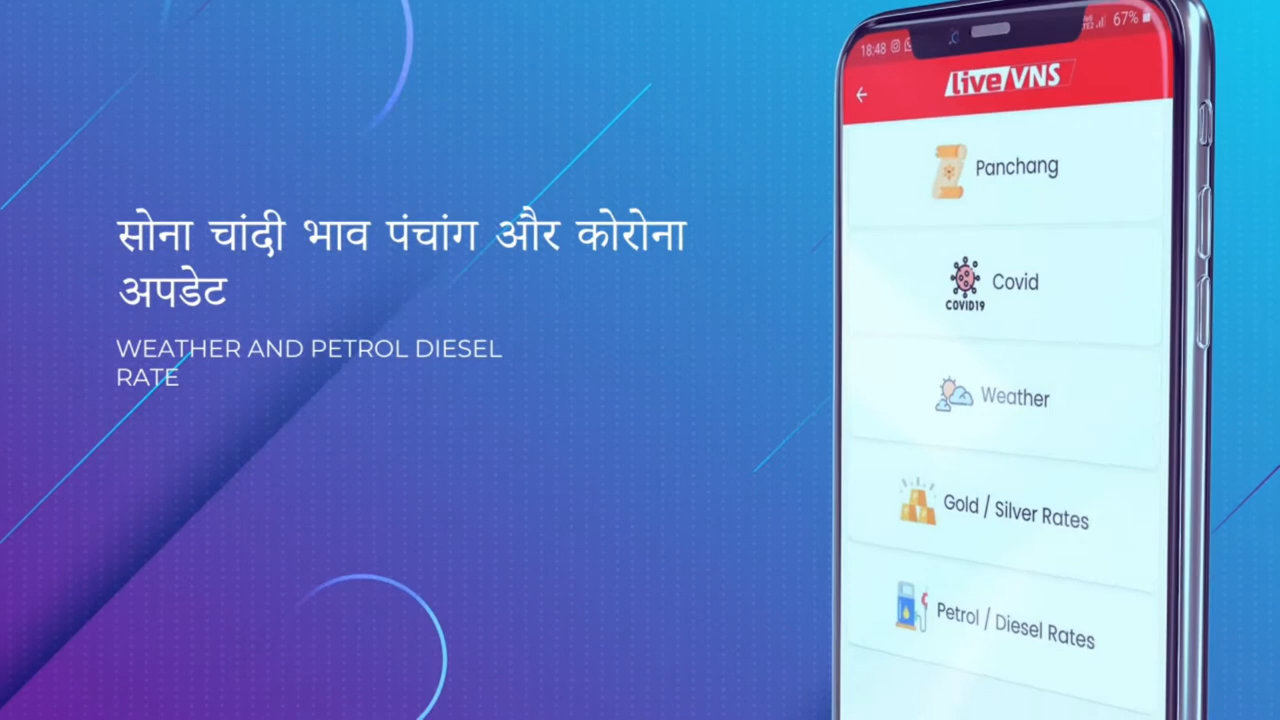 सोना चांदी भाव पंचांग और कोरोना
अपडेट
WEATHER AND PETROL DIESEL
RATE
18:48
67%
live VNS
Panchang
COVID19
Covid
Weather
Gold / Silver Rates
Petrol / Diesel Rates